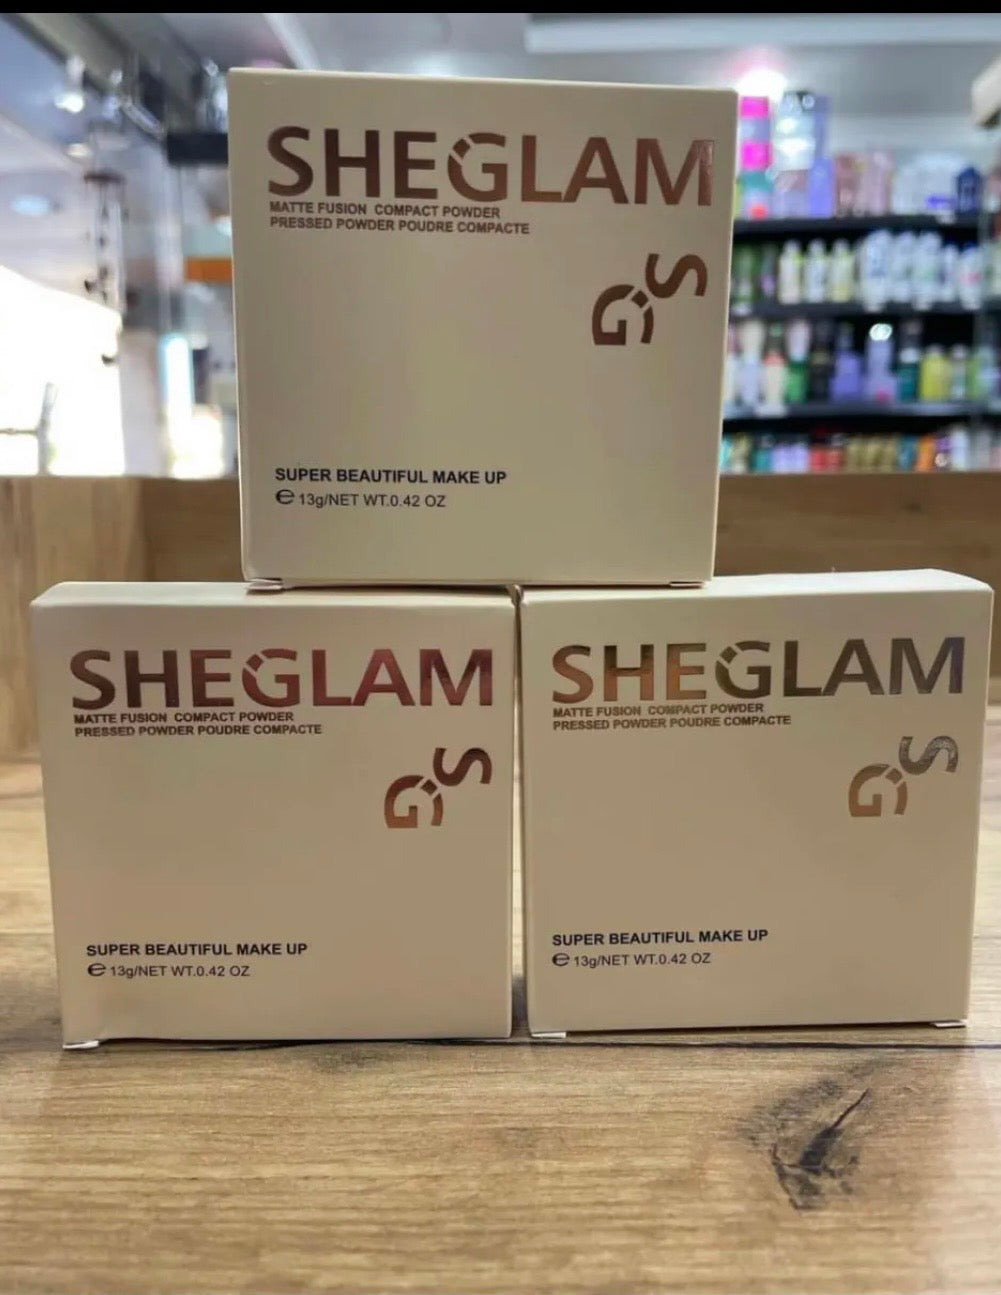 SHEGLAM
MATTE FUSION COMPACT POWDER
PRESSED POWDER POUDRE COMPACTE
SG
SUPER BEAUTIFUL MAKE UP
℮ 13g/NET WT.0.42 OZ
SHEGLAM
MATTE FUSION COMPACT POWDER
PRESSED POWDER POUDRE COMPACTE
SG
SUPER BEAUTIFUL MAKE UP
℮ 13g/NET WT.0.42 OZ
SHEGLAM
MATTE FUSION COMPACT POWDER
PRESSED POWDER POUDRE COMPACTE
SG
SUPER BEAUTIFUL MAKE UP
℮ 13g/NET WT.0.42 OZ